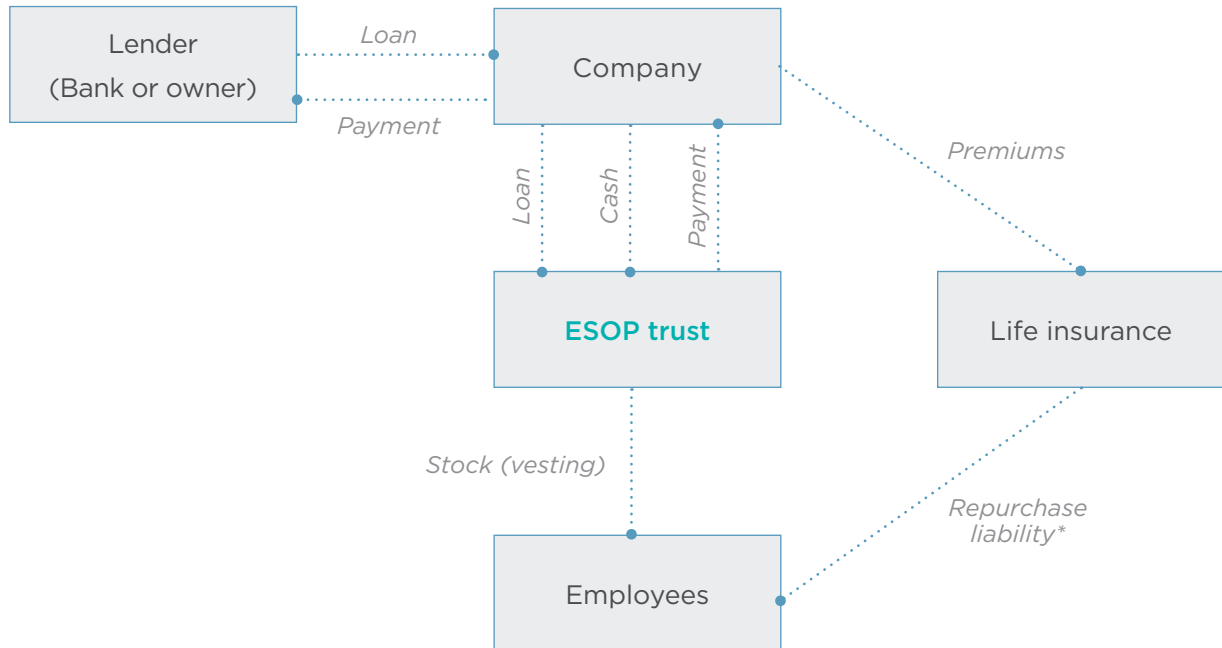 Lender
(Bank or owner)
Loan
Payment
Company
Premiums
Loan
Cash
Payment
ESOP trust
Life insurance
Stock (vesting)
Repurchase
liability*
Employees